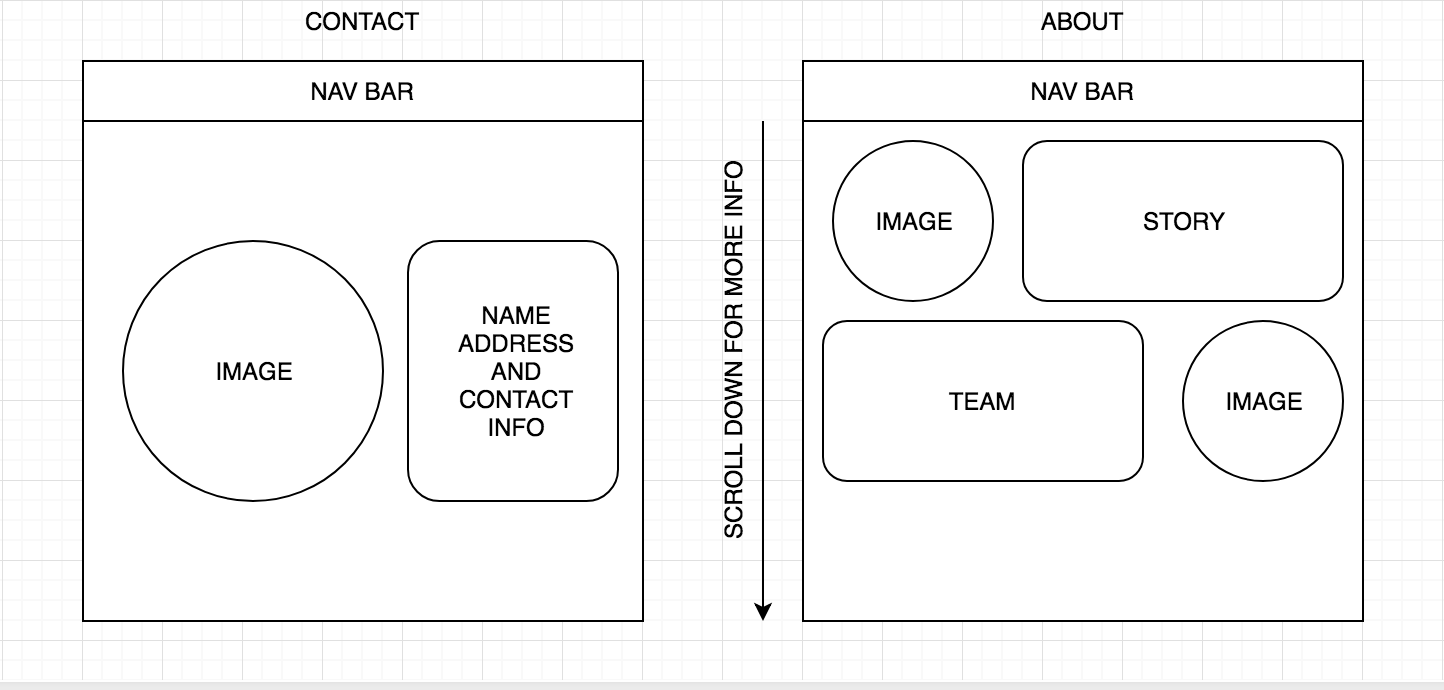 CONTACT
NAV BAR
IMAGE
NAME
ADDRESS
AND
CONTACT
INFO
SCROLL DOWN FOR MORE INFO
ABOUT
NAV BAR
IMAGE
STORY
TEAM
IMAGE